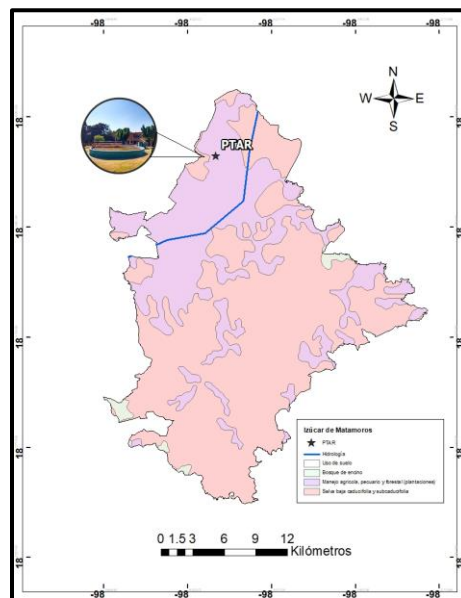 -98 -98 -98 -98
N
W E
S
18 18
PTAR
18 18
18 18
Izúcar de Matamoros
PTAR
Hidrología
Uso de suelo
Bosque de encino
Manejo agrícola, pecuario y forestal (plantaciones)
Selva baja caducifolia y subcaducifolia
18 18
0 1.5 3 6 9 12
Kilómetros
18 18
-98 -98 -98 -98